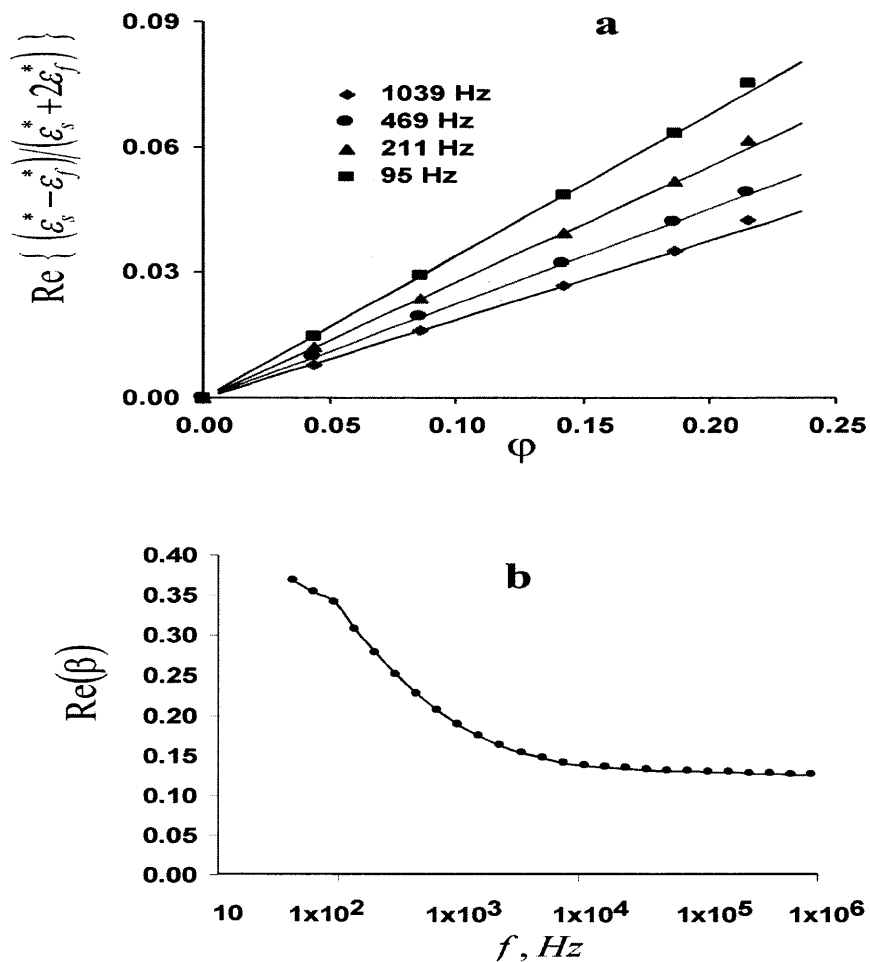 0.09
a
1039 Hz
469 Hz
211 Hz
95 Hz
0.06
0.03
0.00
Re{(ε*s − ε*f)/(ε*s + 2ε*f)}
0.00 0.05 0.10 0.15 0.20 0.25
φ
0.40
b
0.35
0.30
0.25
0.20
0.15
0.10
0.05
0.00
Re(β)
10 1x10² 1x10³ 1x10⁴ 1x10⁵ 1x10⁶
f, Hz